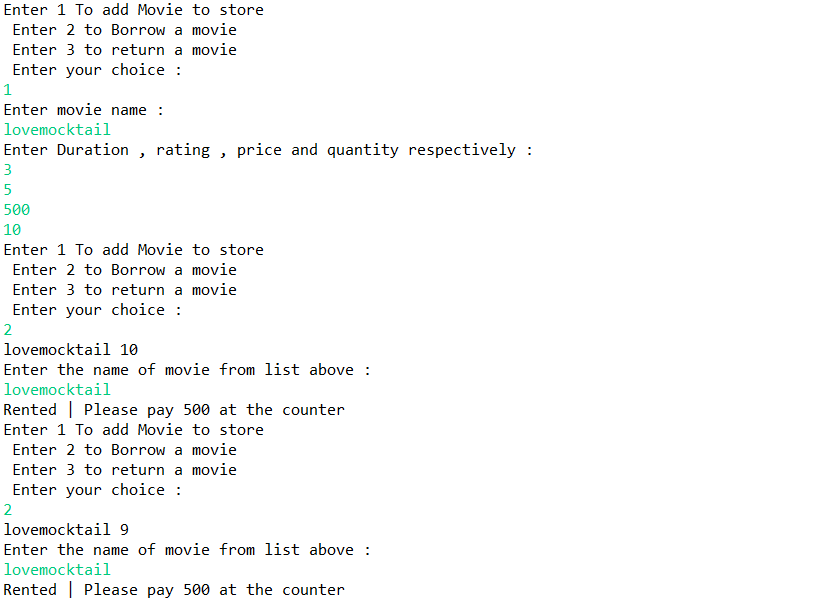 Enter 1 To add Movie to store
Enter 2 to Borrow a movie
Enter 3 to return a movie
Enter your choice :
1
Enter movie name :
lovemocktail
Enter Duration , rating , price and quantity respectively :
3
5
500
10
Enter 1 To add Movie to store
Enter 2 to Borrow a movie
Enter 3 to return a movie
Enter your choice :
2
lovemocktail 10
Enter the name of movie from list above :
lovemocktail
Rented | Please pay 500 at the counter
Enter 1 To add Movie to store
Enter 2 to Borrow a movie
Enter 3 to return a movie
Enter your choice :
2
lovemocktail 9
Enter the name of movie from list above :
lovemocktail
Rented | Please pay 500 at the counter